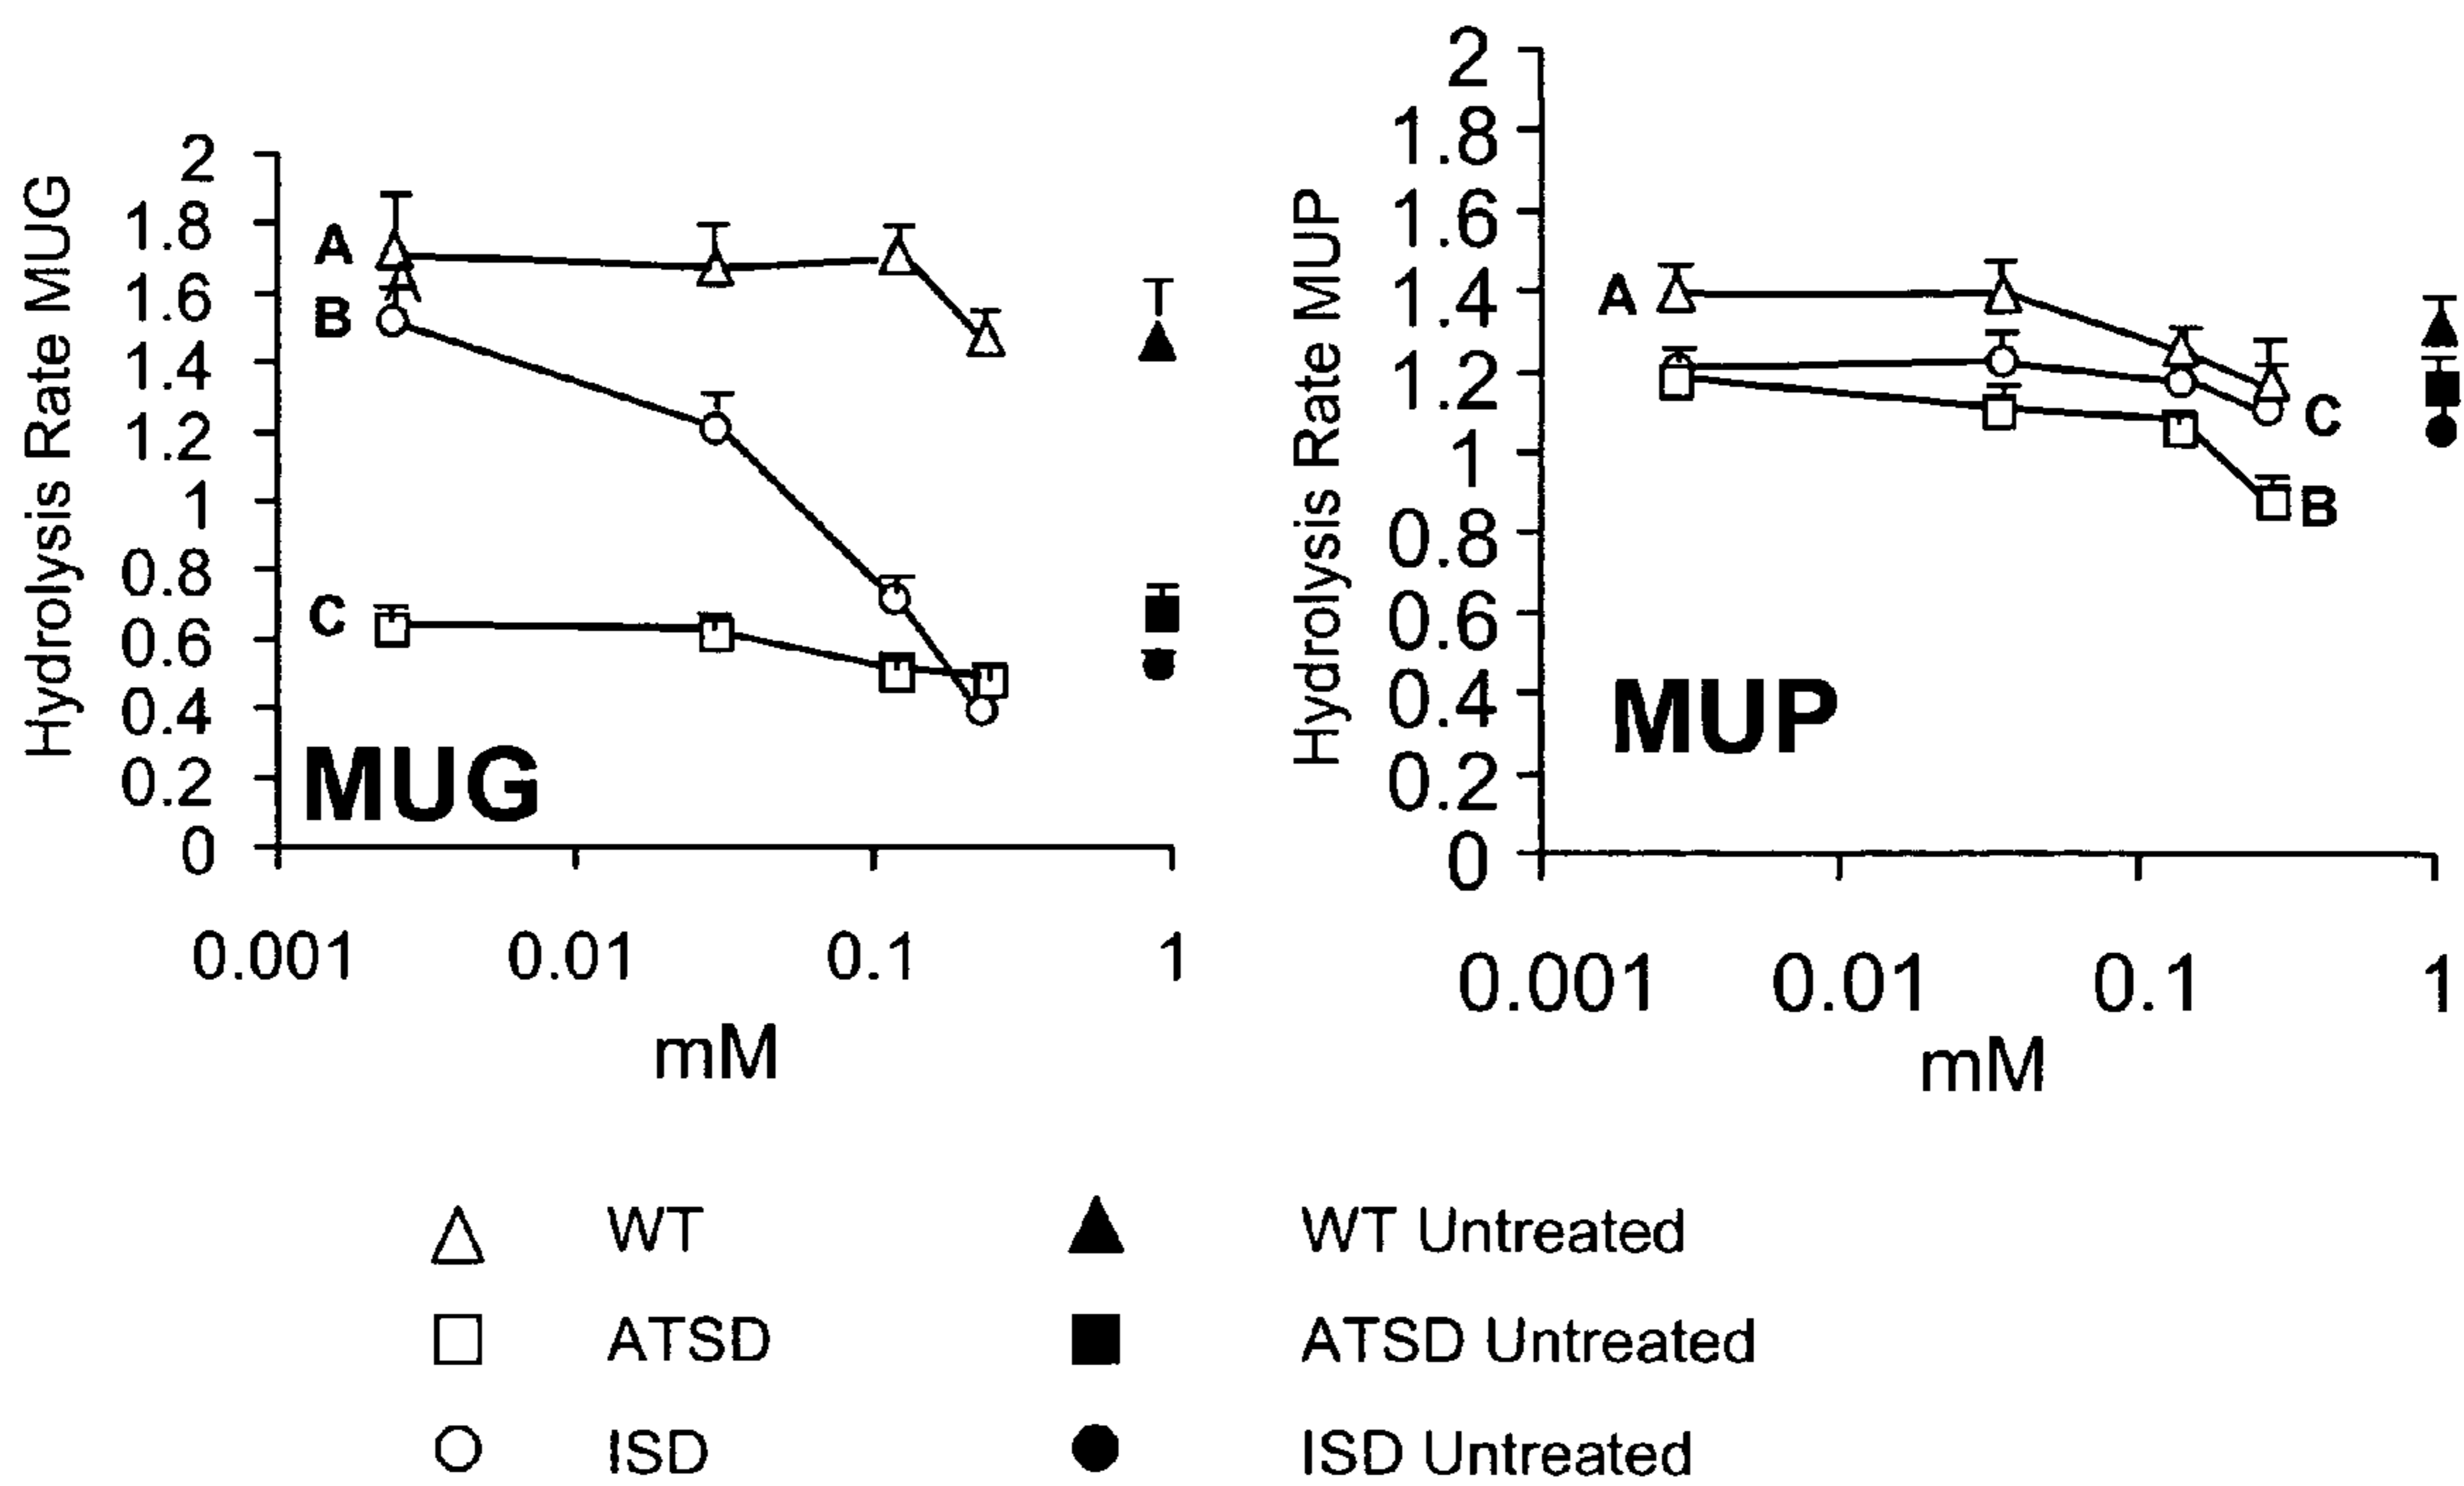 Hydrolysis Rate MUG
2
1.8
1.6
1.4
1.2
1
0.8
0.6
0.4
0.2
0
A
B
C
A
MUG
0.001 0.01 0.1 1
mM
Hydrolysis Rate MUP
2
1.8
1.6
1.4
1.2
1
0.8
0.6
0.4
0.2
0
A
C
B
MUP
0.001 0.01 0.1 1
mM
WT WT Untreated
ATSD ATSD Untreated
ISD ISD Untreated